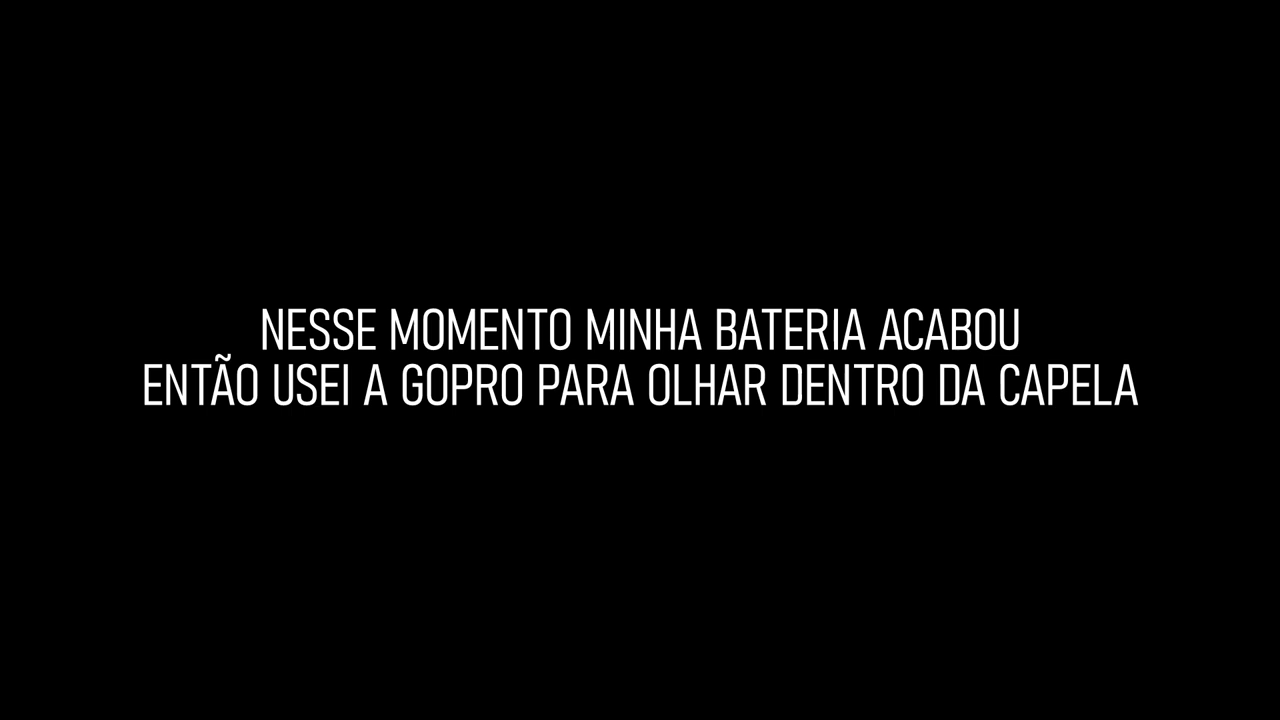 NESSE MOMENTO MINHA BATERIA ACABOU
ENTÃO USEI A GOPRO PARA OLHAR DENTRO DA CAPELA